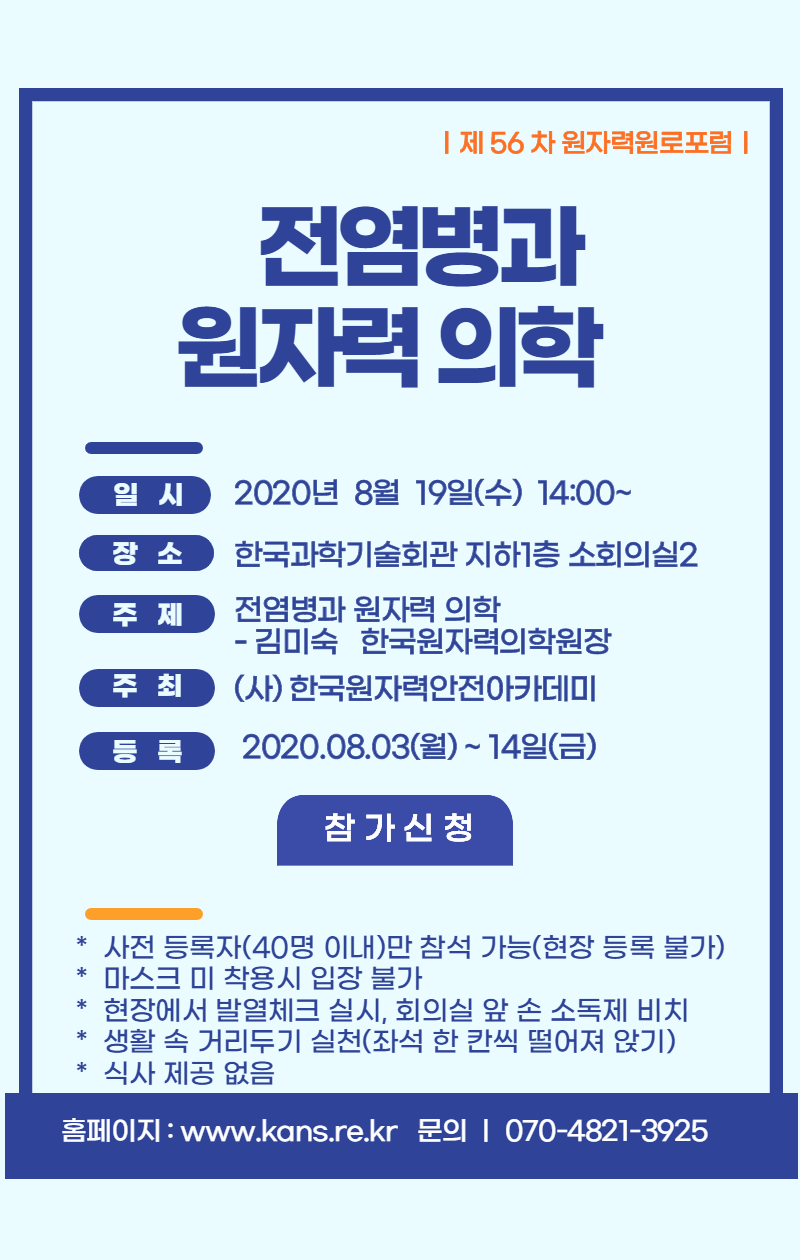 | 제 56 차 원자력원로포럼 |
전염병과
원자력 의학
일 시 2020년 8월 19일(수) 14:00~
장 소 한국과학기술회관 지하1층 소회의실2
주 제 전염병과 원자력 의학
- 김미숙 한국원자력의학원장
주 최 (사) 한국원자력안전아카데미
등 록 2020.08.03(월) ~ 14일(금)
참 가 신 청
* 사전 등록자(40명 이내)만 참석 가능(현장 등록 불가)
* 마스크 미 착용시 입장 불가
* 현장에서 발열체크 실시, 회의실 앞 손 소독제 비치
* 생활 속 거리두기 실천(좌석 한 칸씩 떨어져 앉기)
* 식사 제공 없음
홈페이지 : www.kans.re.kr 문의 | 070-4821-3925